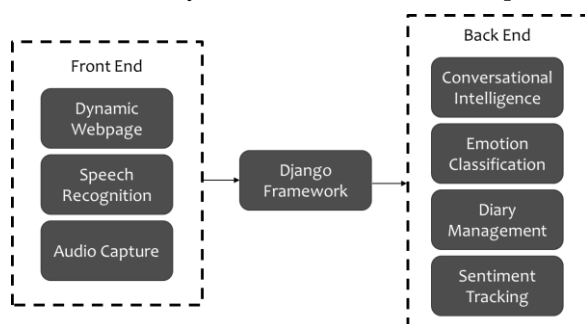 Front End
Dynamic
Webpage
Speech
Recognition
Audio Capture
Django
Framework
Back End
Conversational
Intelligence
Emotion
Classification
Diary
Management
Sentiment
Tracking